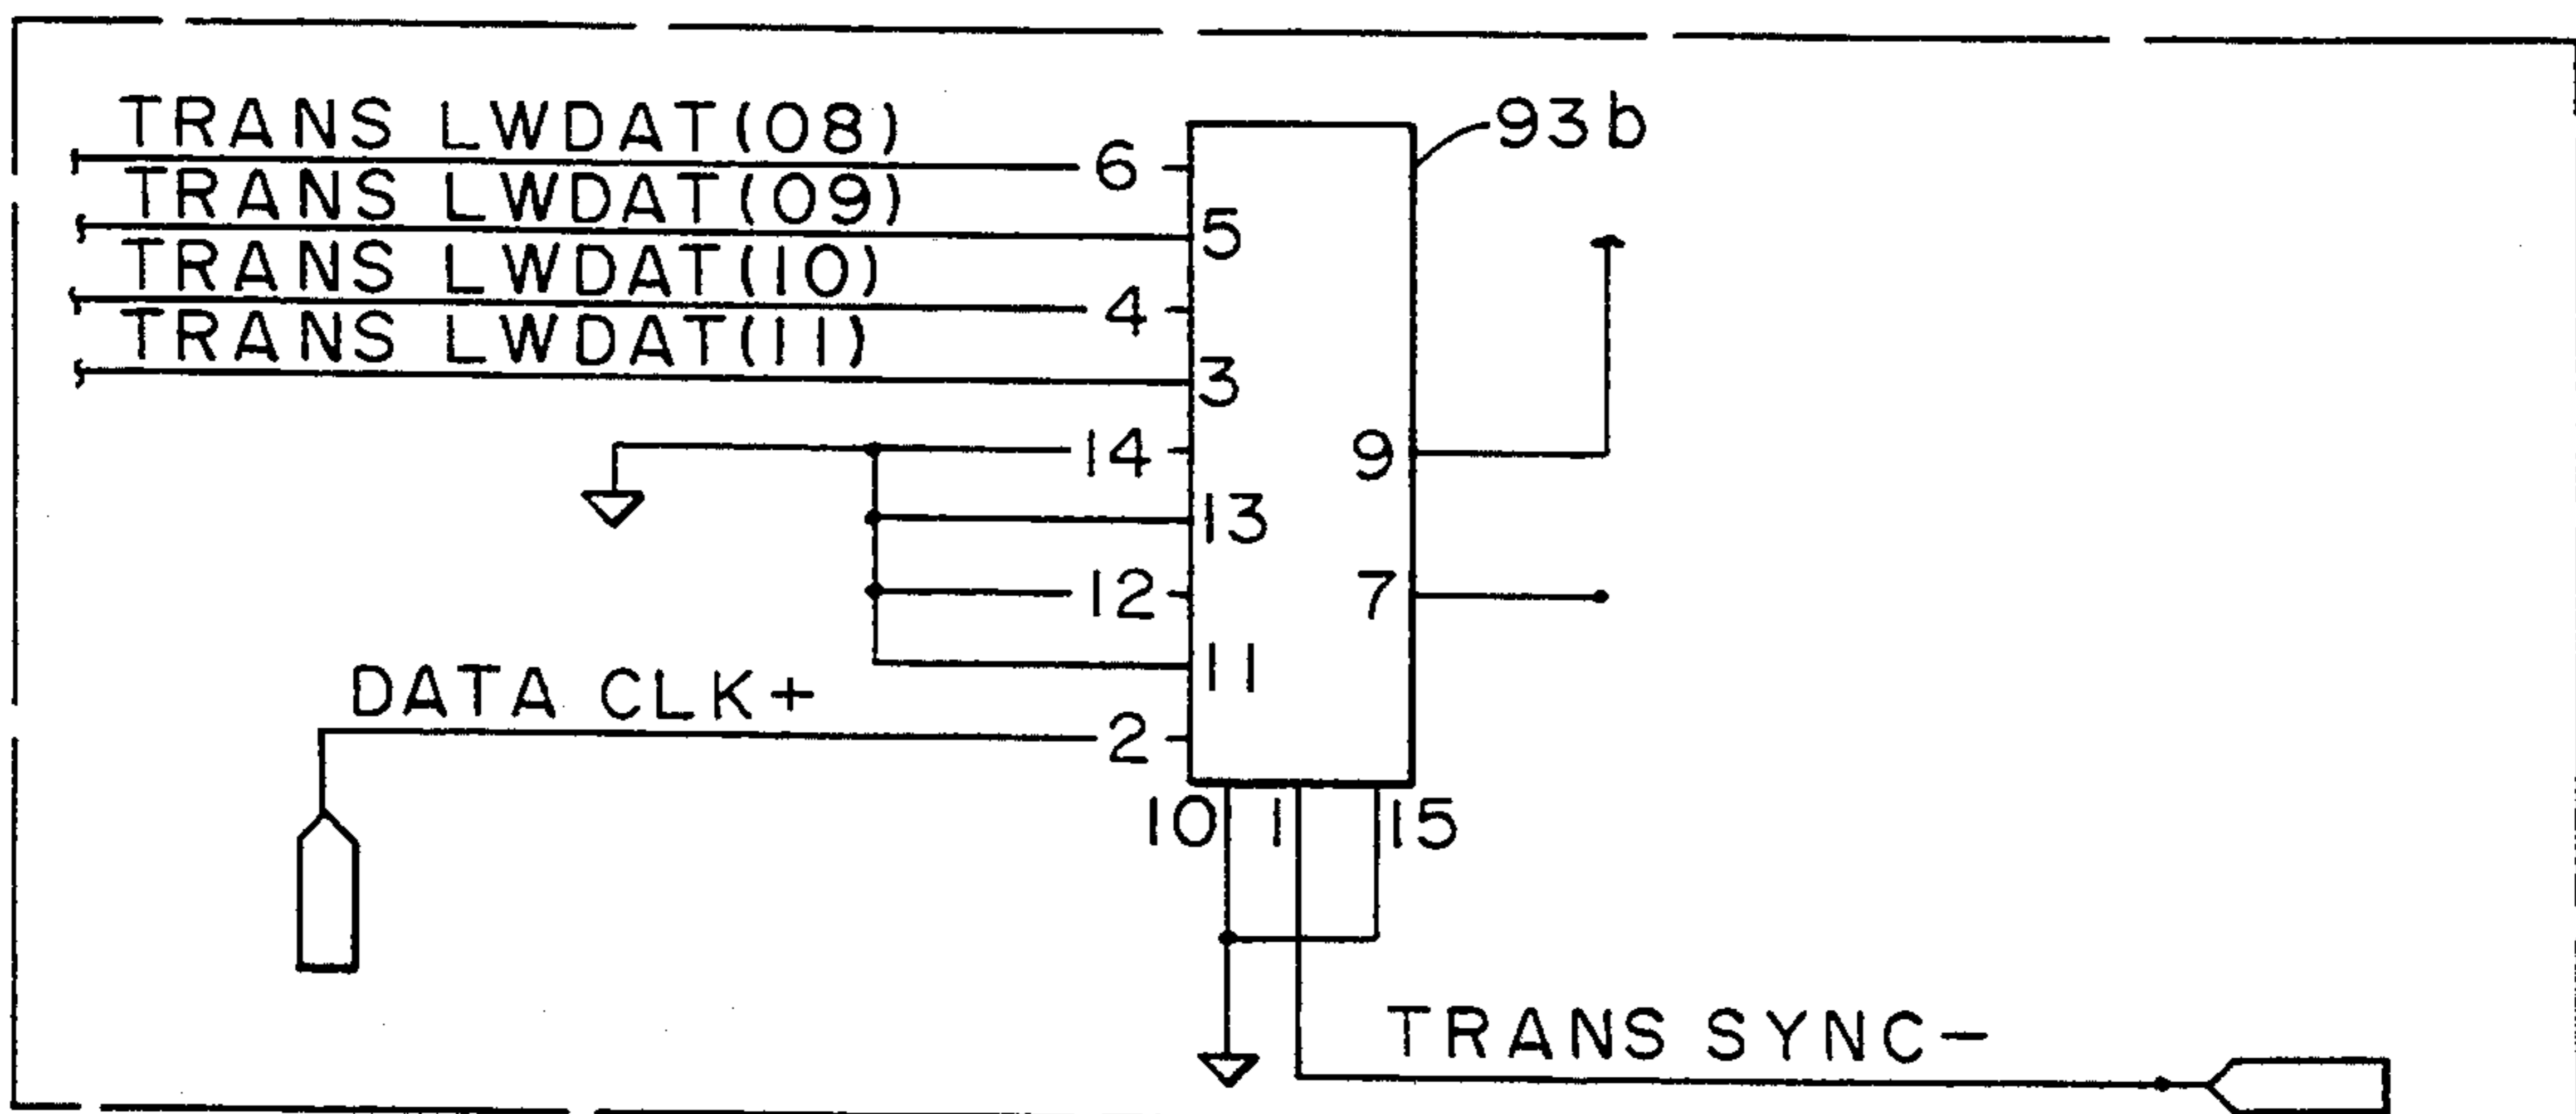 TRANS LWDAT(08)
6
93b
TRANS LWDAT(09)
5
TRANS LWDAT(10)
4
TRANS LWDAT(11)
3
14
9
13
12
7
11
DATA CLK+
2
10 1 15
TRANS SYNC-